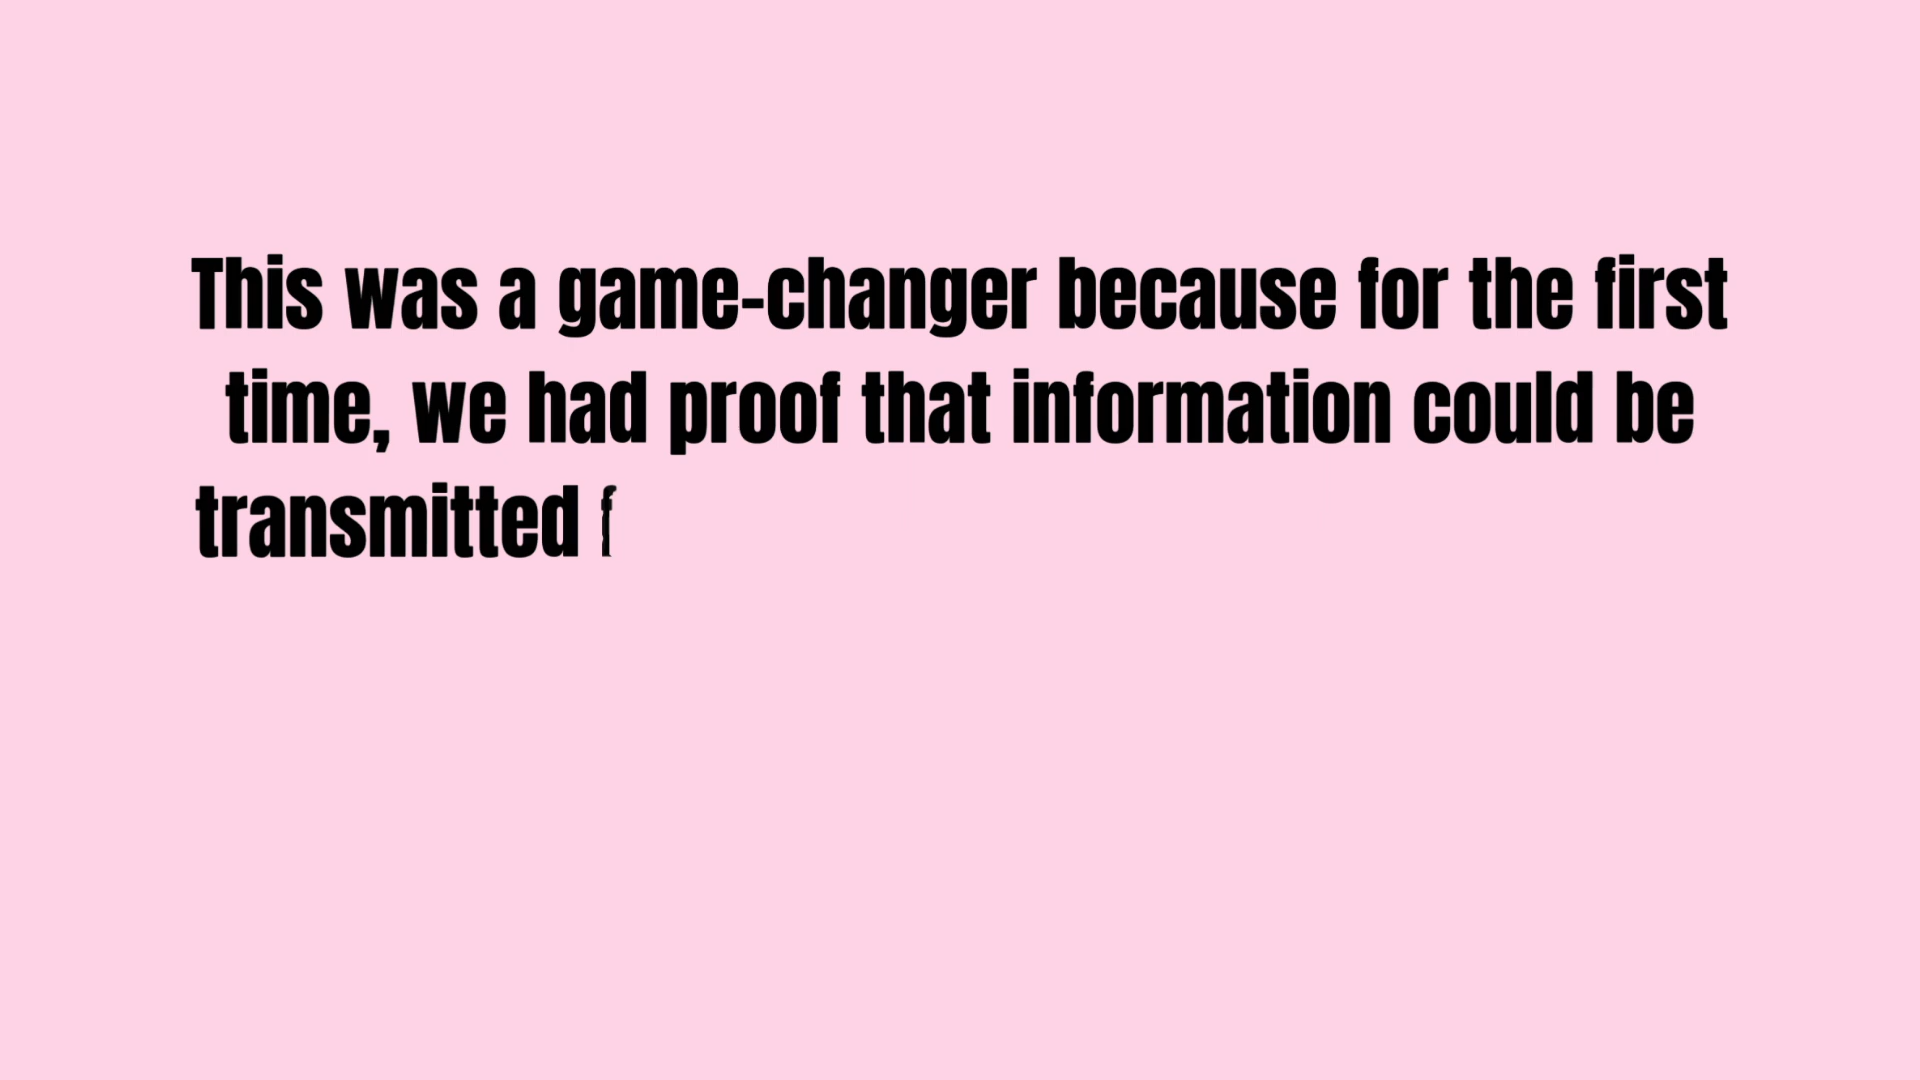 This was a game-changer because for the first
time, we had proof that information could be
transmitted